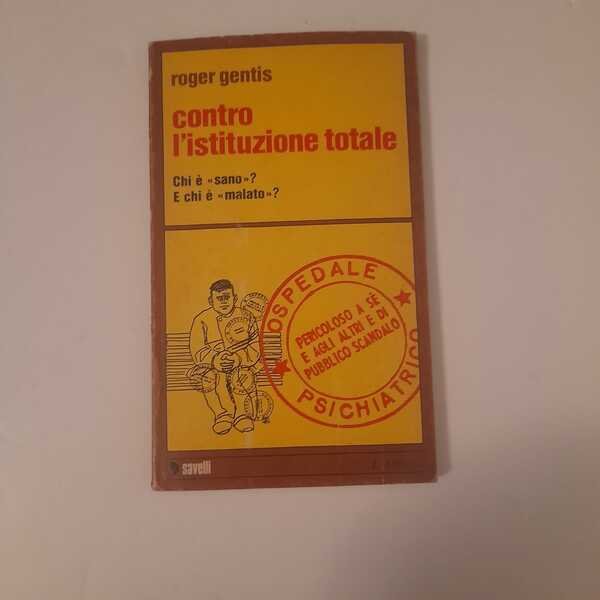 roger gentis
contro
l'istituzione totale
Chi è «sano»?
E chi è «malato»?
OSPEDALE
PERICOLOSO A SÈ
E AGLI ALTRI E DI
PUBBLICO SCANDALO
PSICHIATRICO
savelli